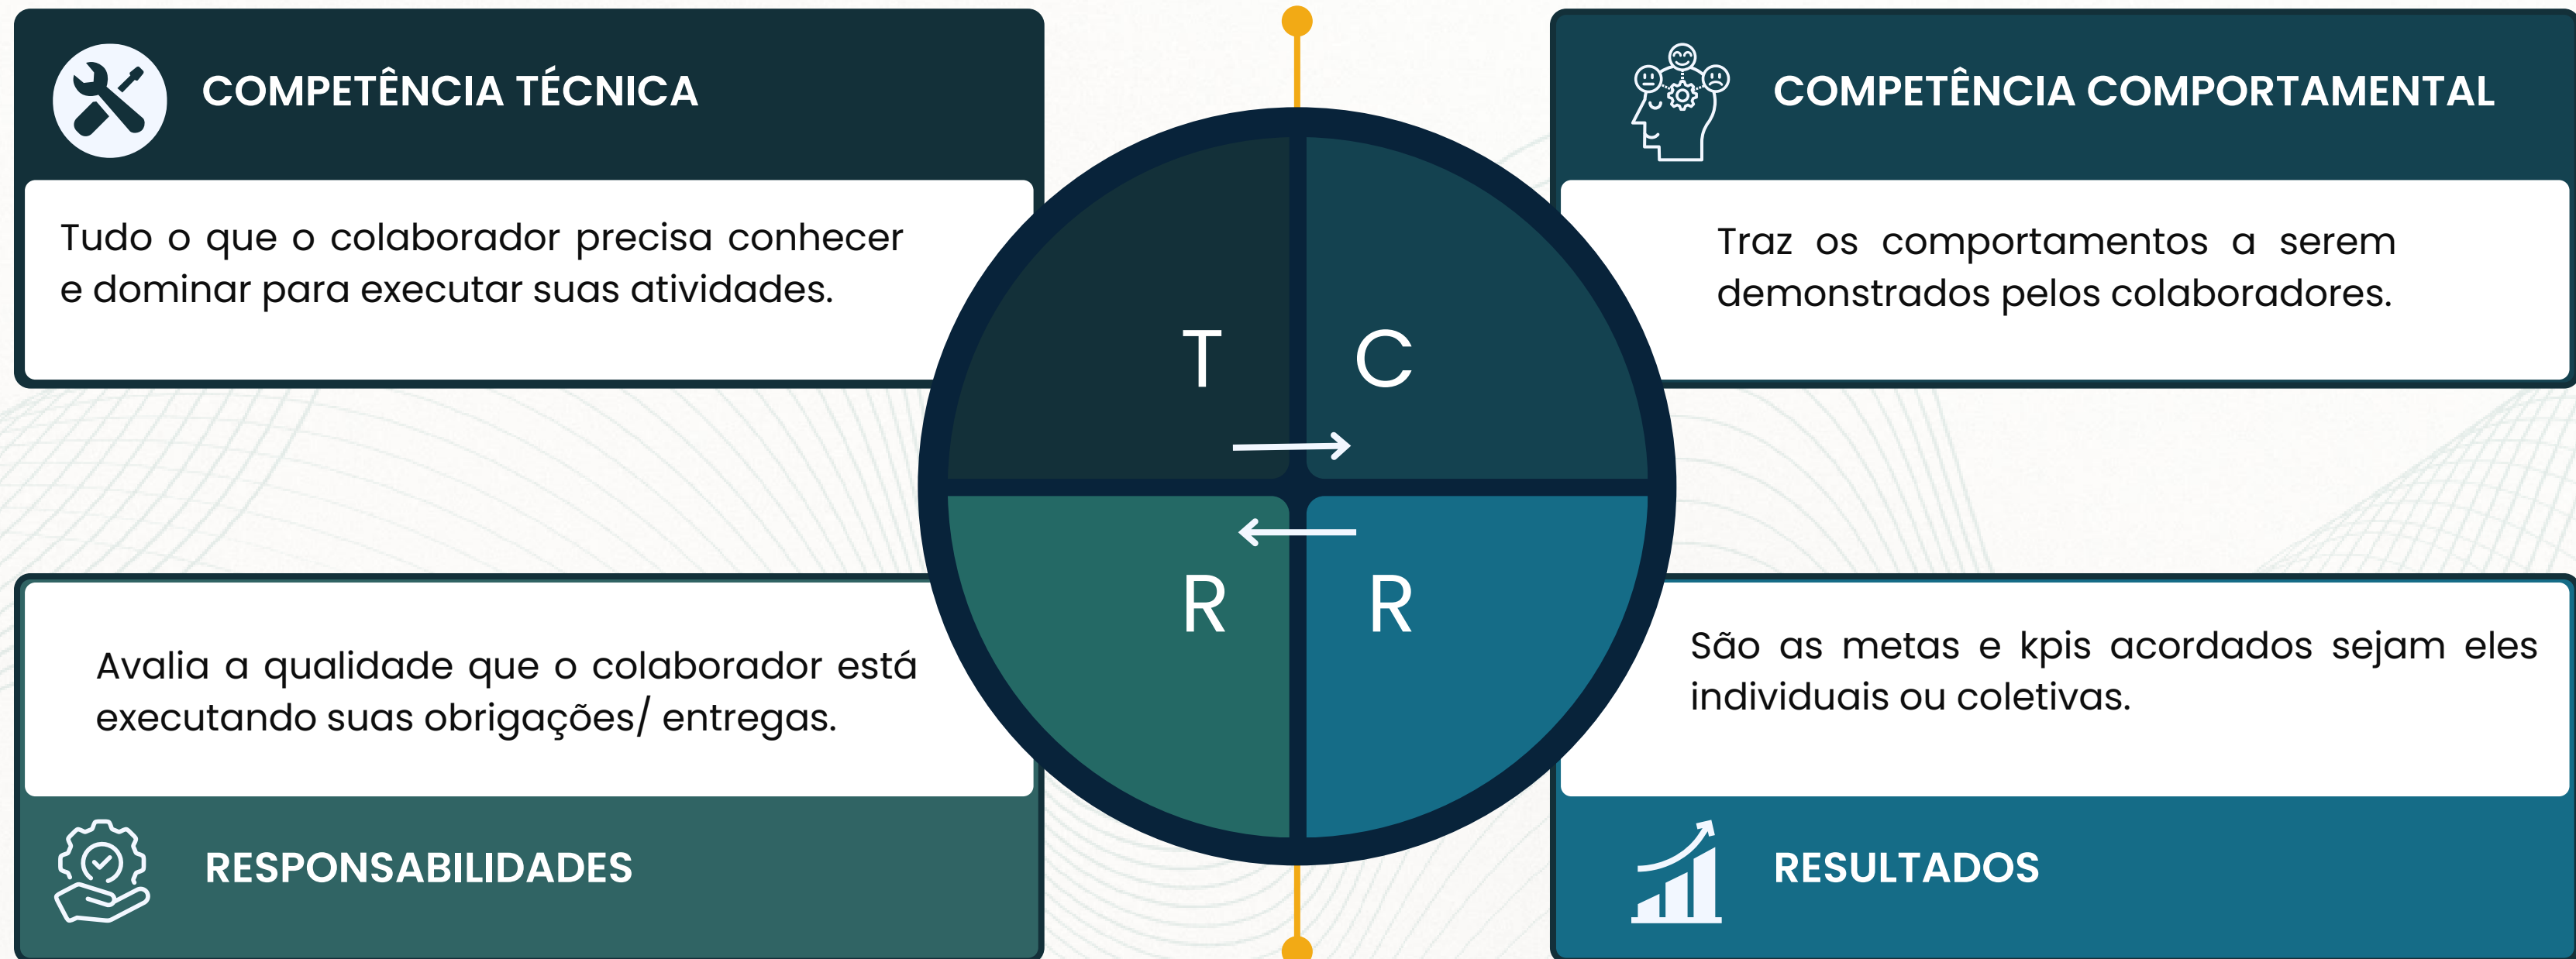 COMPETÊNCIA TÉCNICA
Tudo o que o colaborador precisa conhecer
e dominar para executar suas atividades.
COMPETÊNCIA COMPORTAMENTAL
Traz os comportamentos a serem
demonstrados pelos colaboradores.
T C
R R
Avalia a qualidade que o colaborador está
executando suas obrigações/ entregas.
RESPONSABILIDADES
São as metas e kpis acordados sejam eles
individuais ou coletivas.
RESULTADOS